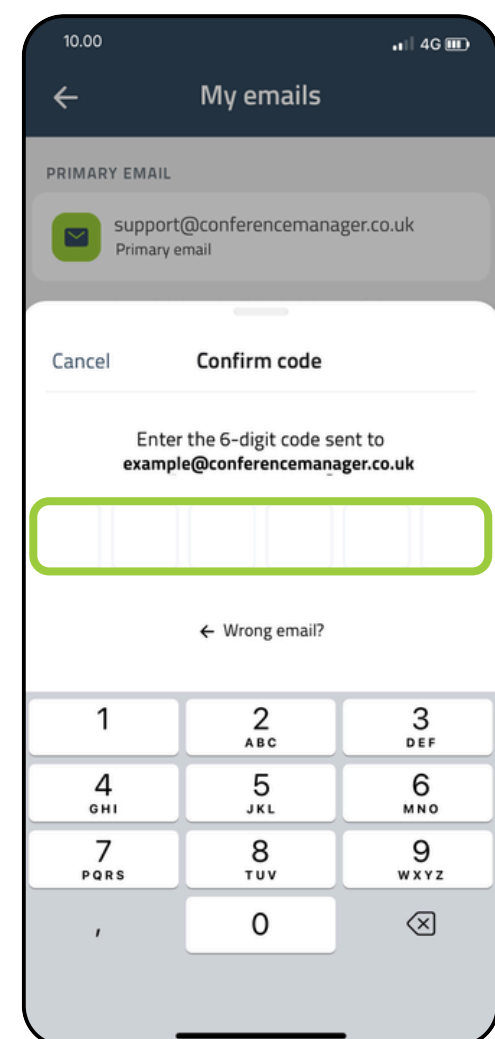 10.00
4G
My emails
PRIMARY EMAIL
support@conferencemanager.co.uk
Primary email
Cancel
Confirm code
Enter the 6-digit code sent to
example@conferencemanager.co.uk
← Wrong email?
1 2 3
ABC DEF
4 5 6
GHI JKL MNO
7 8 9
PQRS TUV WXYZ
, 0